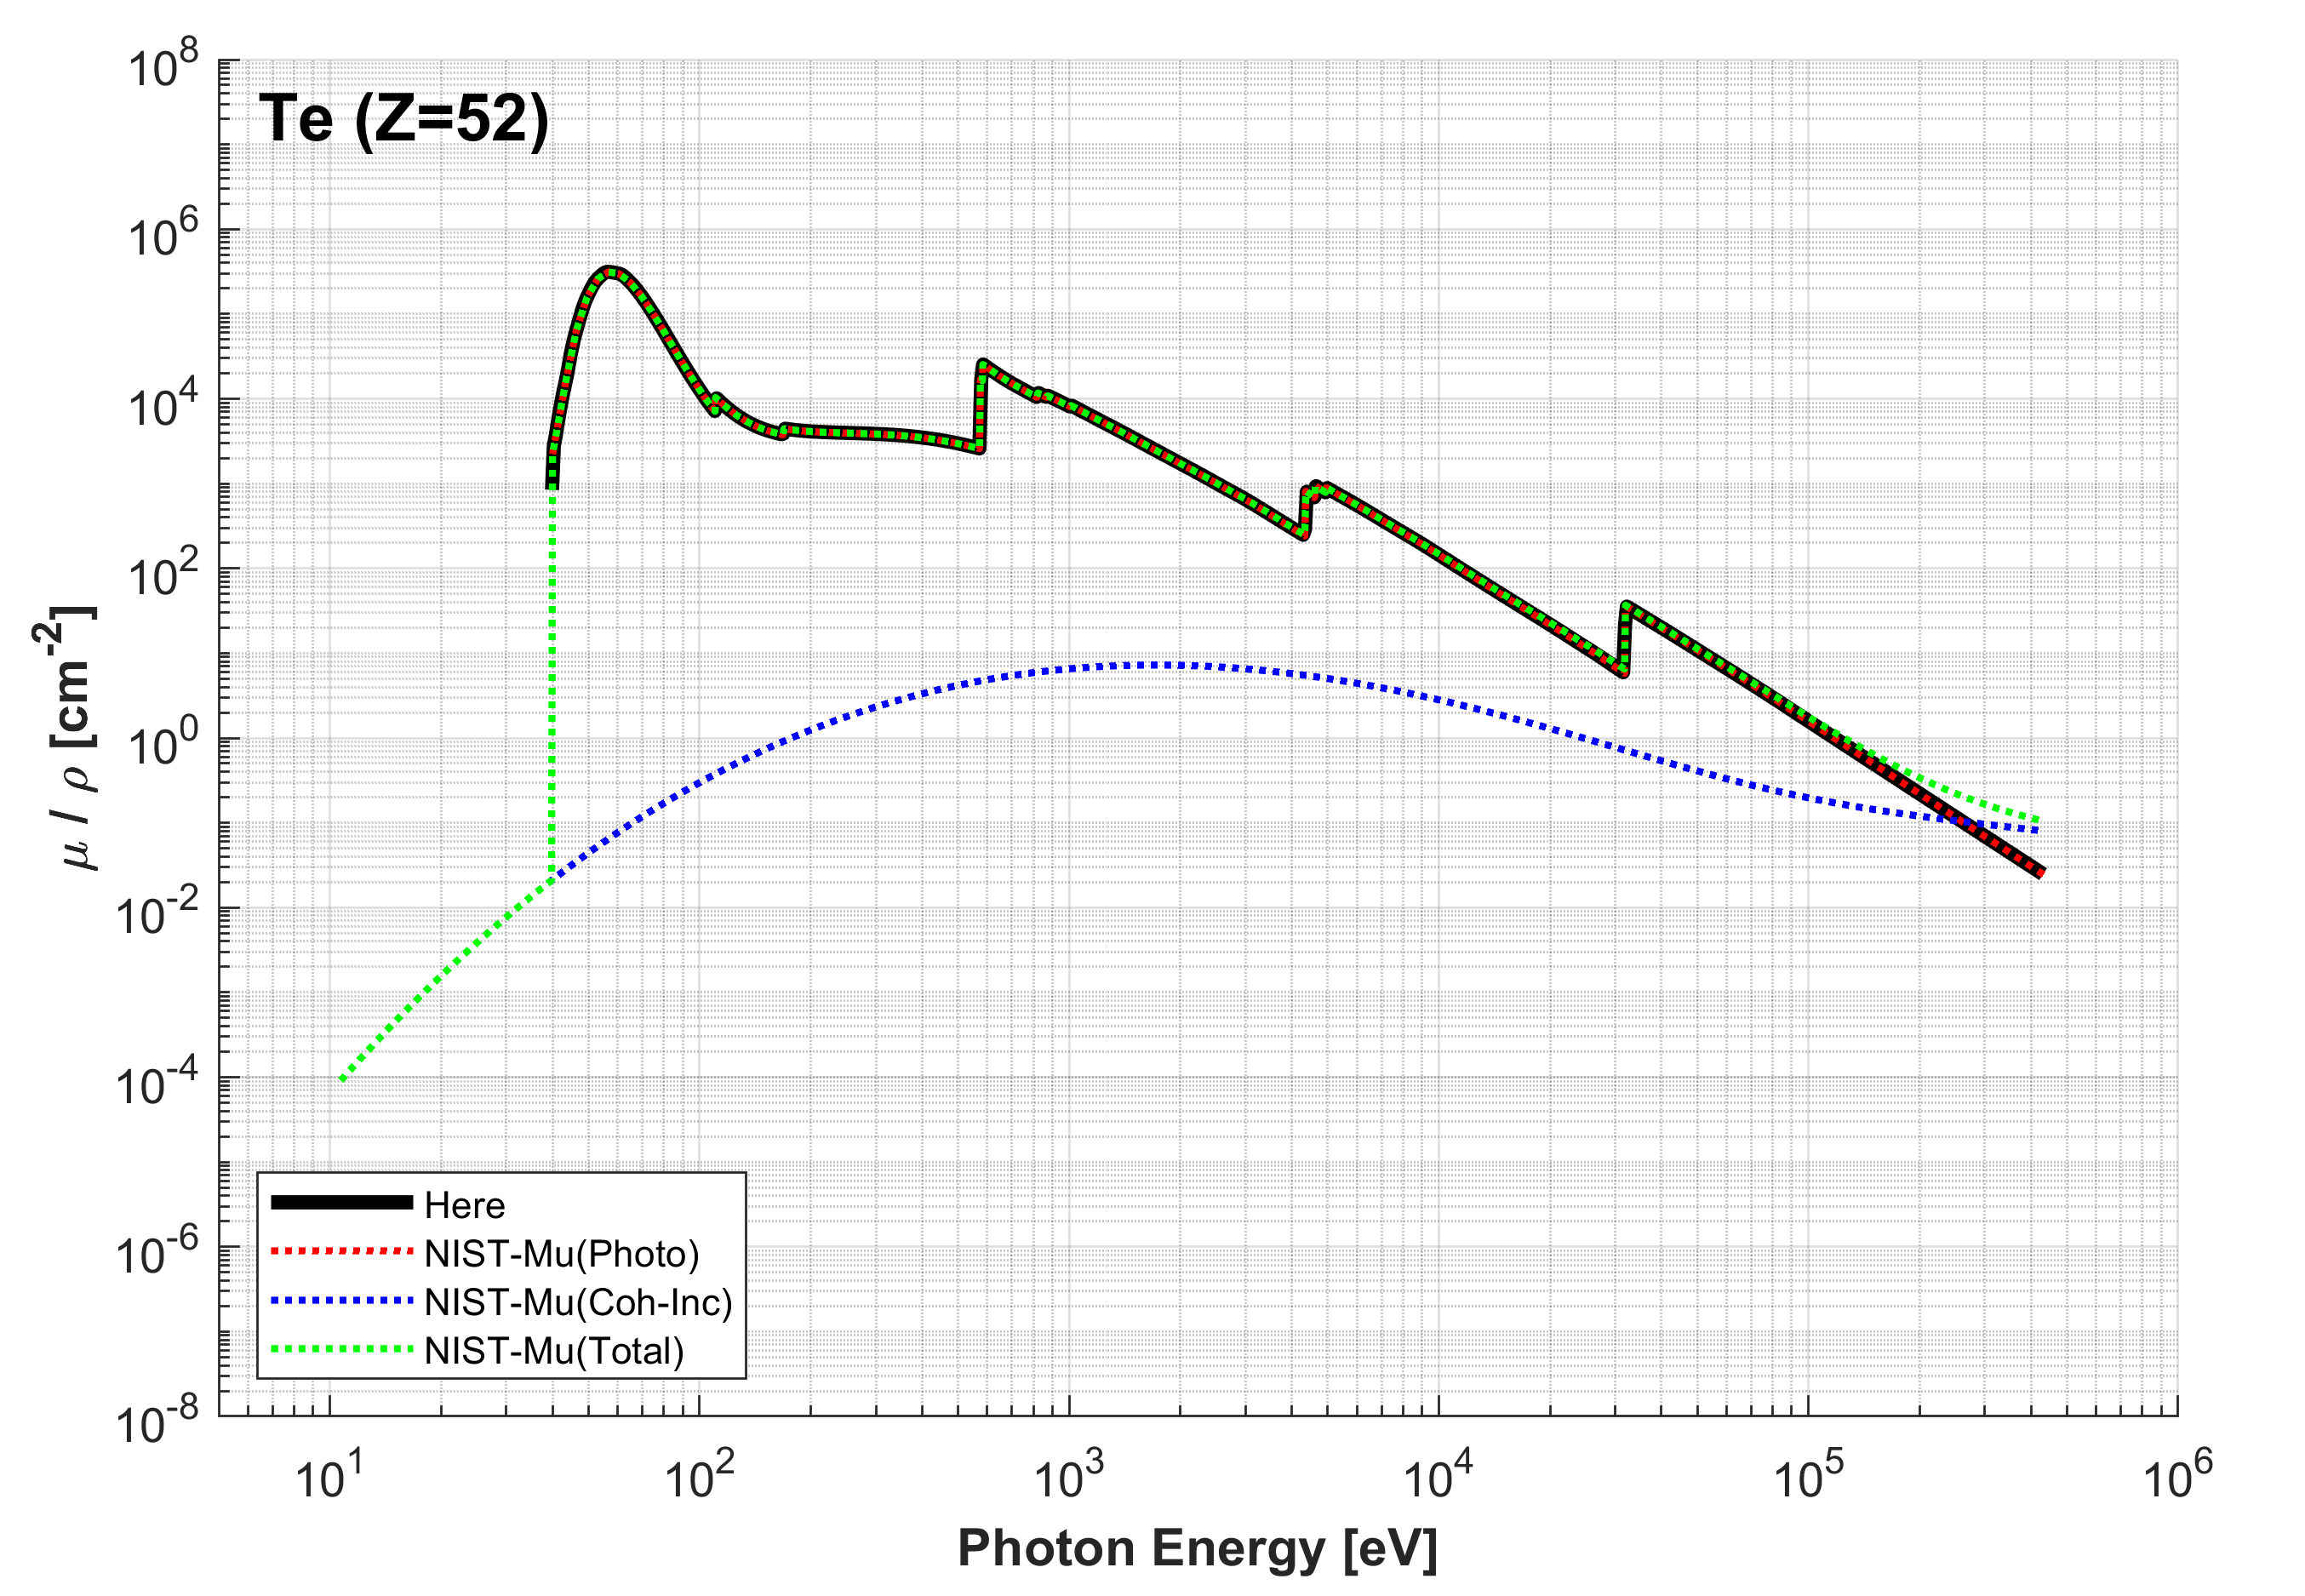 Te (Z=52)
10^8
10^6
10^4
10^2
10^0
10^-2
10^-4
10^-6
10^-8
μ / ρ [cm^-2]
Here
NIST-Mu(Photo)
NIST-Mu(Coh-Inc)
NIST-Mu(Total)
10^1 10^2 10^3 10^4 10^5 10^6
Photon Energy [eV]